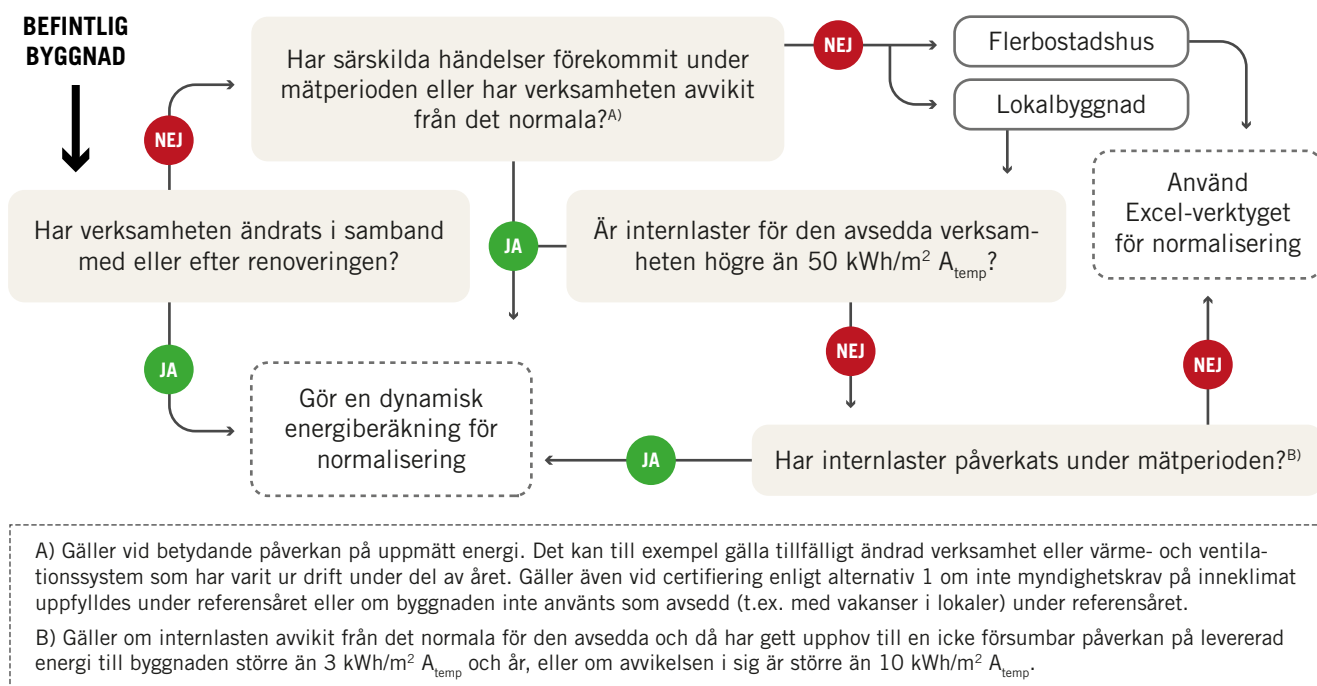 BEFINTLIG
BYGGNAD
Har särskilda händelser förekommit under
mätperioden eller har verksamheten avvikit
från det normala?A)
NEJ
Flerbostadshus
Lokalbyggnad
NEJ
Har verksamheten ändrats i samband
med eller efter renoveringen?
JA
Är internlaster för den avsedda verksam-
heten högre än 50 kWh/m² Atemp?
Använd
Excel-verktyget
för normalisering
JA
NEJ
NEJ
Gör en dynamisk
energiberäkning för
normalisering
JA
Har internlaster påverkats under mätperioden?B)
A) Gäller vid betydande påverkan på uppmätt energi. Det kan till exempel gälla tillfälligt ändrad verksamhet eller värme- och ventila-
tionssystem som har varit ur drift under del av året. Gäller även vid certifiering enligt alternativ 1 om inte myndighetskrav på inneklimat
uppfylldes under referensåret eller om byggnaden inte använts som avsedd (t.ex. med vakanser i lokaler) under referensåret.
B) Gäller om internlasten avvikit från det normala för den avsedda och då har gett upphov till en icke försumbar påverkan på levererad
energi till byggnaden större än 3 kWh/m² Atemp och år, eller om avvikelsen i sig är större än 10 kWh/m² Atemp.